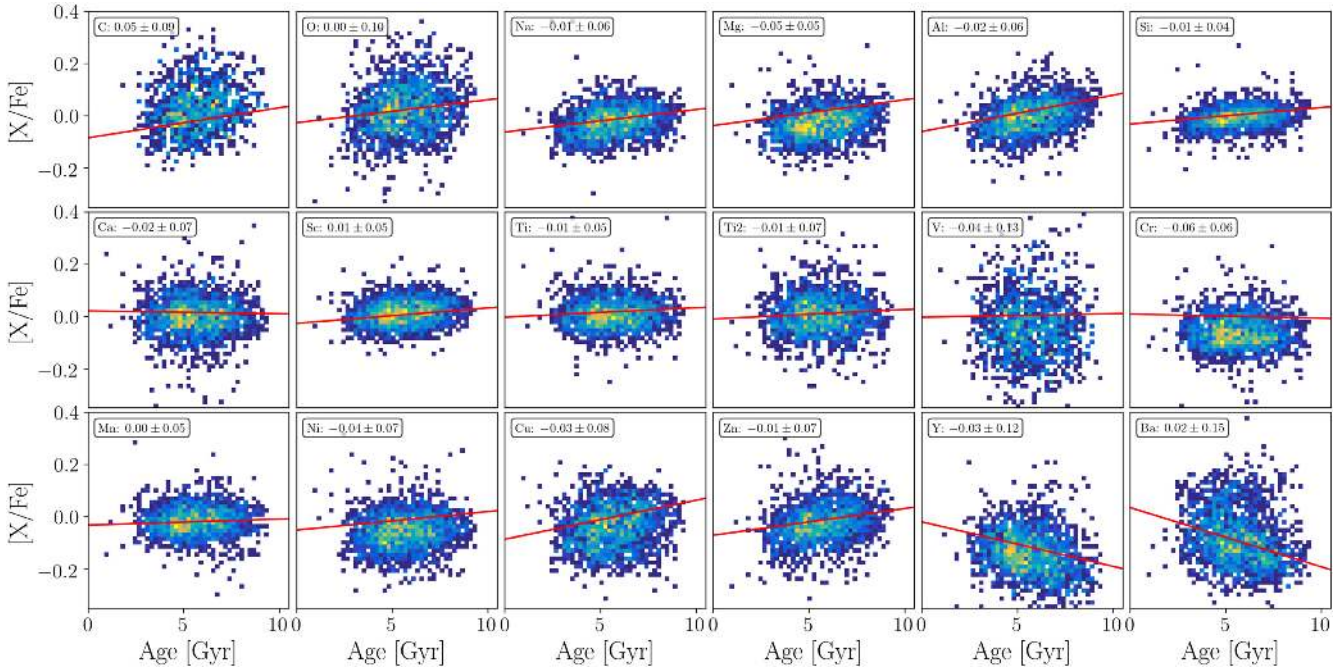 C: 0.05 ± 0.09 O: 0.00 ± 0.10 Na: −0.01 ± 0.06 Mg: −0.05 ± 0.05 Al: −0.02 ± 0.06 Si: −0.01 ± 0.04
[X/Fe]
0.2
0.0
−0.2
0.4
Ca: −0.02 ± 0.07 Sc: 0.01 ± 0.05 Ti: −0.01 ± 0.05 Ti2: −0.01 ± 0.07 V: −0.04 ± 0.13 Cr: −0.06 ± 0.06
[X/Fe]
0.2
0.0
−0.2
0.4
Mn: 0.00 ± 0.05 Ni: −0.04 ± 0.07 Cu: −0.03 ± 0.08 Zn: −0.01 ± 0.07 Y: −0.03 ± 0.12 Ba: 0.02 ± 0.15
[X/Fe]
0.2
0.0
−0.2
0 5 10 0 5 10 0 5 10 0 5 10 0 5 10 0 5 10
Age [Gyr] Age [Gyr] Age [Gyr] Age [Gyr] Age [Gyr] Age [Gyr]